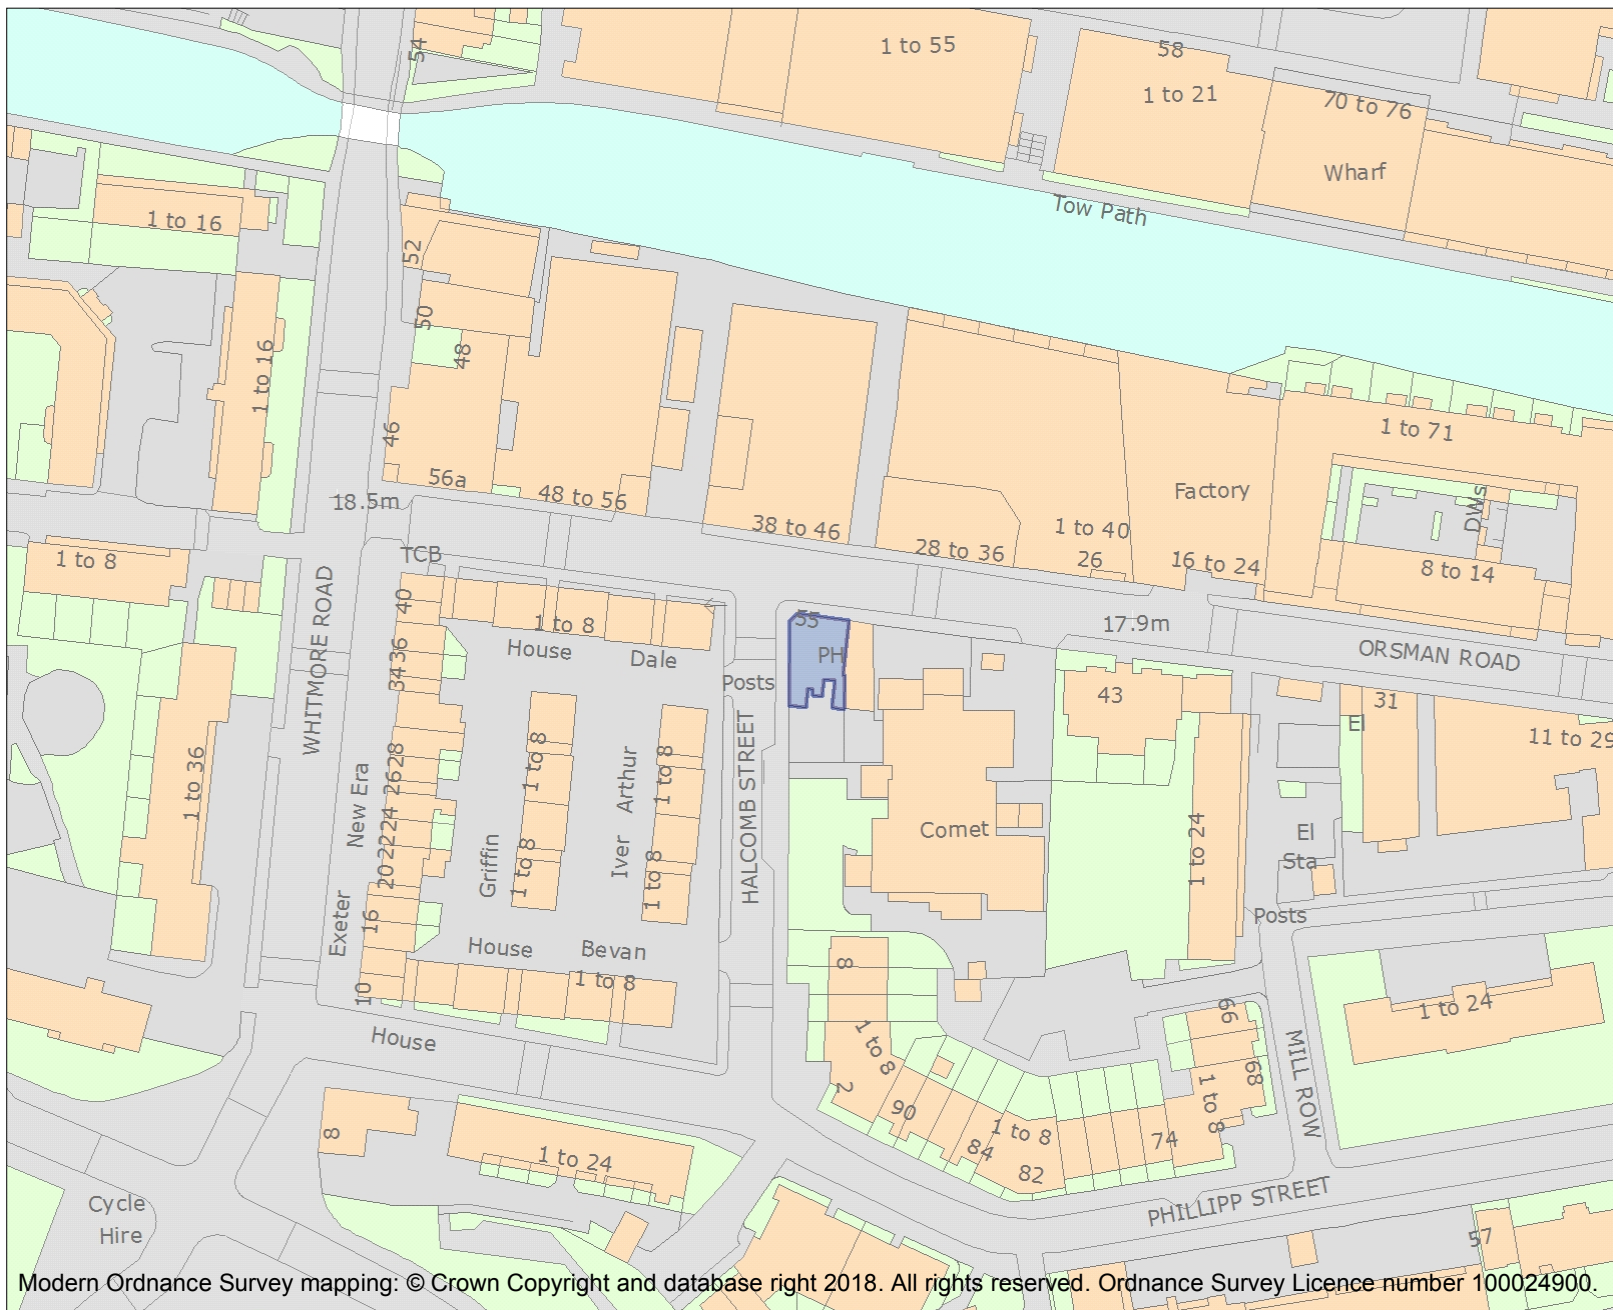 54
1 to 55
58
1 to 21
70 to 76
Wharf
Tow Path
1 to 16
52
50
48
1 to 16
46
56a
48 to 56
18.5m
38 to 46
28 to 36
1 to 40
26
Factory
16 to 24
1 to 71
DWs
8 to 14
TCB
1 to 8
40
1 to 8
House
Dale
34
36
WHITMORE ROAD
55
PH
Posts
17.9m
ORSMAN ROAD
43
31
El
11 to 29
1 to 36
New Era
28
26
24
22
20
16
10
Exeter
Griffin
1 to 8
1 to 8
Iver
Arthur
1 to 8
1 to 8
HALCOMB STREET
Comet
1 to 24
El
Sta
Posts
House
Bevan
1 to 8
8
1 to 8
2
House
90
84
1 to 8
82
74
66
68
1 to 8
MILL ROW
1 to 24
8
1 to 24
PHILLIPP STREET
57
Cycle
Hire
Modern Ordnance Survey mapping: © Crown Copyright and database right 2018. All rights reserved. Ordnance Survey Licence number 100024900.